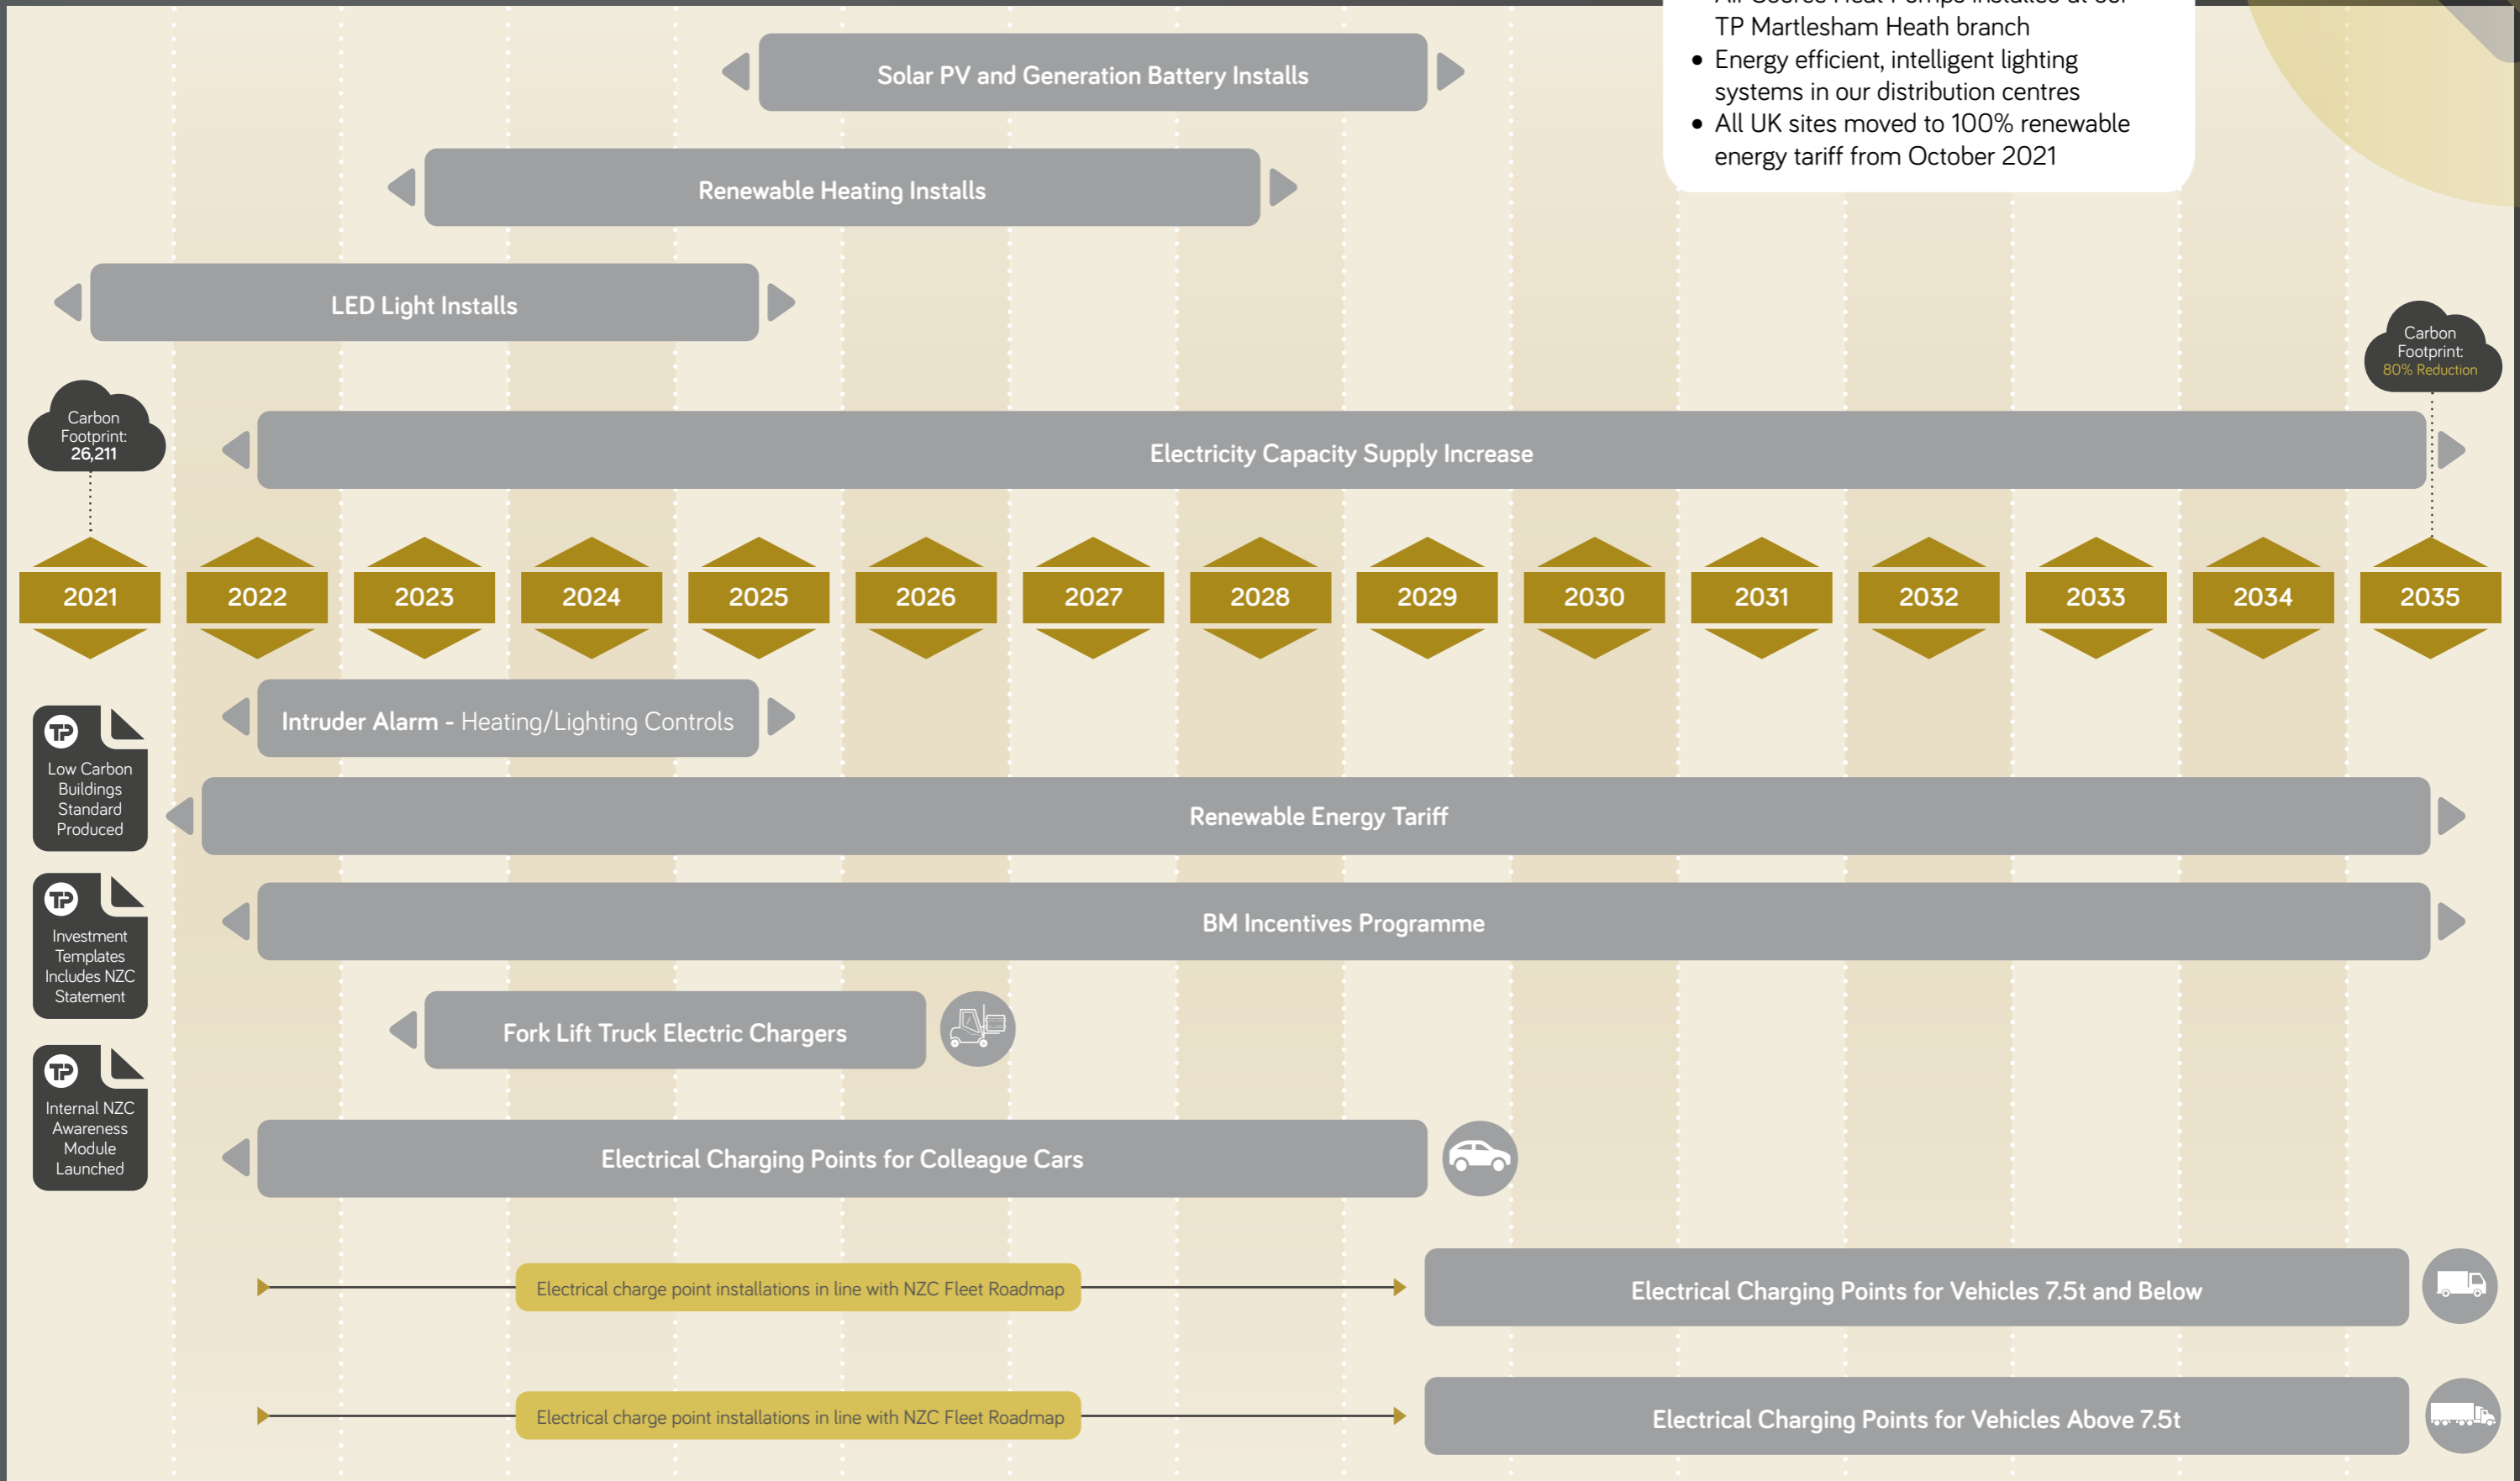 TP Martlesham Heath branch
• Energy efficient, intelligent lighting
systems in our distribution centres
• All UK sites moved to 100% renewable
energy tariff from October 2021
Solar PV and Generation Battery Installs
Renewable Heating Installs
LED Light Installs
Carbon
Footprint:
80% Reduction
Carbon
Footprint:
26,211
Electricity Capacity Supply Increase
2021
2022
2023
2024
2025
2026
2027
2028
2029
2030
2031
2032
2033
2034
2035
Intruder Alarm - Heating/Lighting Controls
TP
Low Carbon
Buildings
Standard
Produced
Renewable Energy Tariff
TP
Investment
Templates
Includes NZC
Statement
BM Incentives Programme
Fork Lift Truck Electric Chargers
TP
Internal NZC
Awareness
Module
Launched
Electrical Charging Points for Colleague Cars
Electrical charge point installations in line with NZC Fleet Roadmap
Electrical Charging Points for Vehicles 7.5t and Below
Electrical charge point installations in line with NZC Fleet Roadmap
Electrical Charging Points for Vehicles Above 7.5t